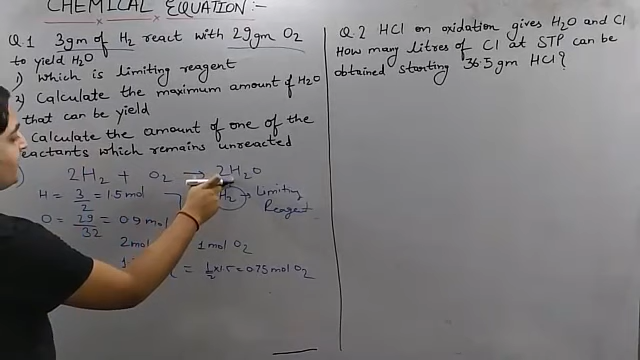 CHEMICAL EQUATION:-
Q.1 3gm of H2 react with 29gm O2
to yield H2O
1) Which is limiting reagent
2) Calculate the maximum amount of H2O
that can be yield
Calculate the amount of one of the
reactants which remains unreacted
2H2 + O2 → 2H2O
H = 3/2 = 1.5 mol
H2 → Limiting
Reagent
O = 29/32 = 0.9 mol
2mol 1 mol O2
= 1/2 x 1.5 = 0.75 mol O2
Q.2 HCl on oxidation gives H2O and Cl
How many litres of Cl at STP can be
obtained starting 36.5 gm HCl?